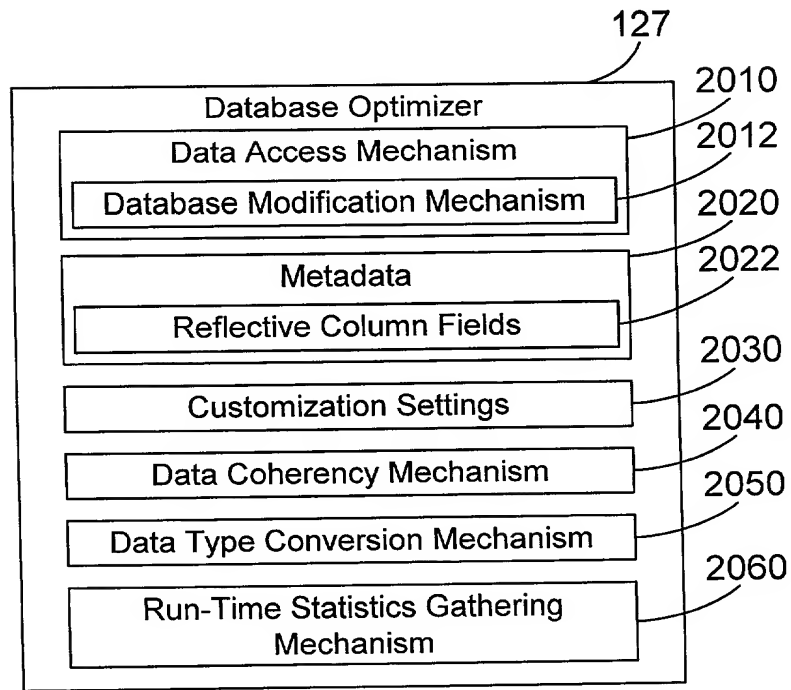 127
Database Optimizer
2010
Data Access Mechanism
2012
Database Modification Mechanism
2020
Metadata
2022
Reflective Column Fields
2030
Customization Settings
2040
Data Coherency Mechanism
2050
Data Type Conversion Mechanism
2060
Run-Time Statistics Gathering
Mechanism